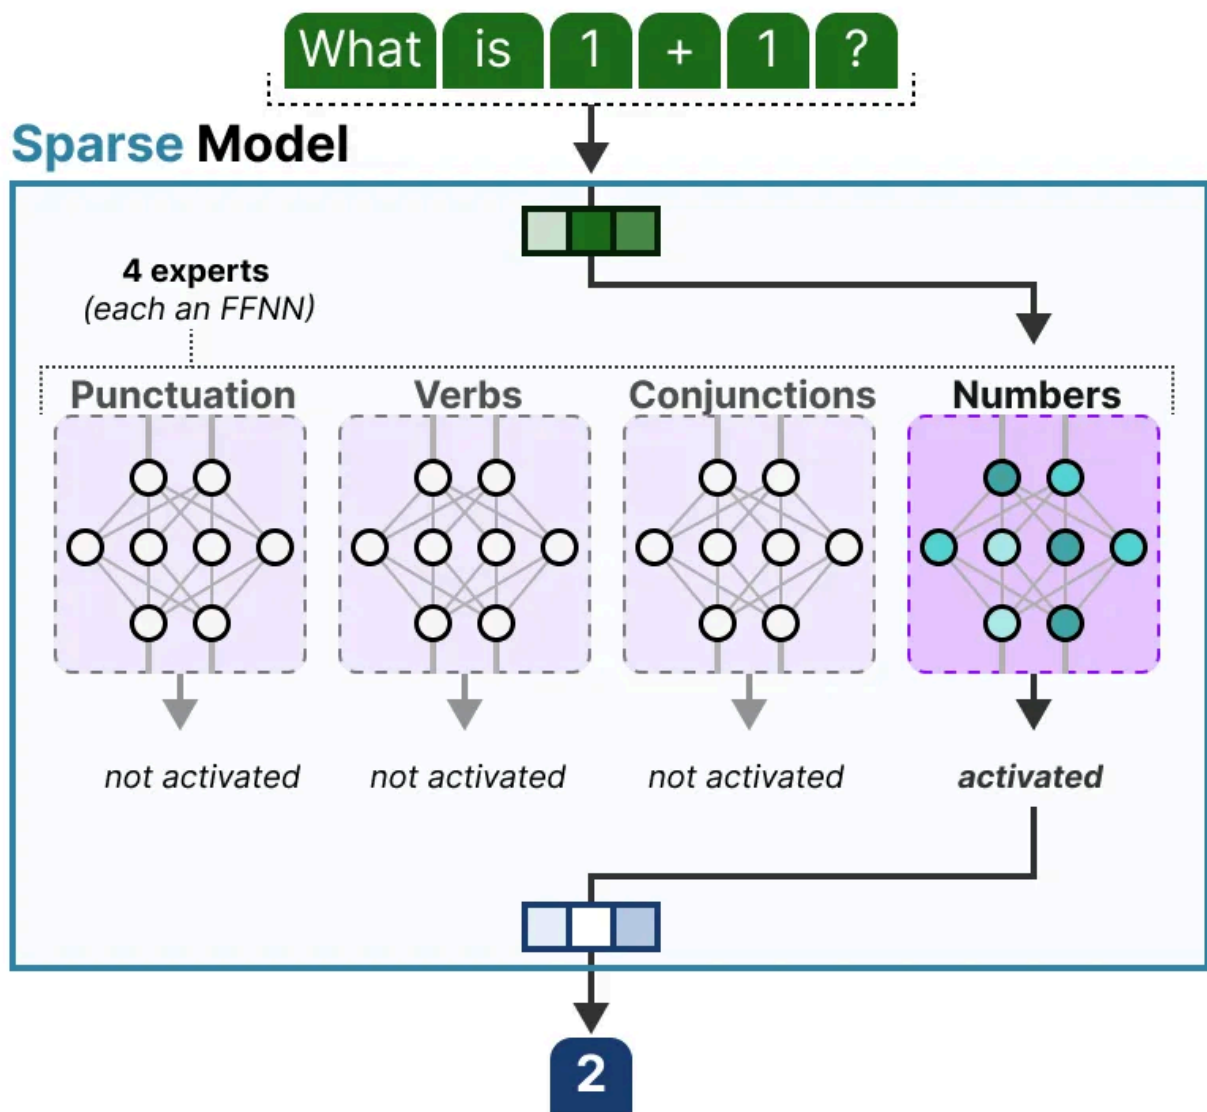 What is 1 + 1 ?
Sparse Model
4 experts
(each an FFNN)
Punctuation Verbs Conjunctions Numbers
not activated not activated not activated activated
2